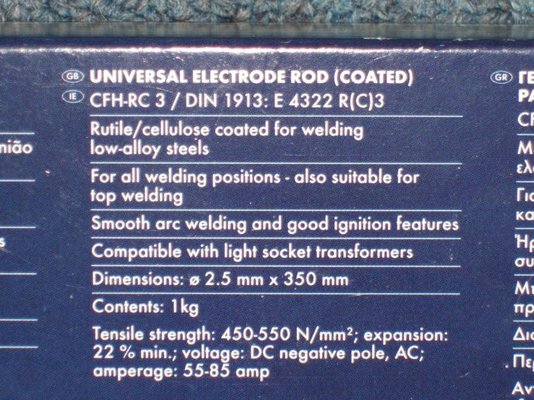 GB UNIVERSAL ELECTRODE ROD (COATED)
IE CFH-RC 3 / DIN 1913: E 4322 R(C)3
Rutile/cellulose coated for welding
low-alloy steels
For all welding positions - also suitable for
top welding
Smooth arc welding and good ignition features
Compatible with light socket transformers
Dimensions: ø 2.5 mm x 350 mm
Contents: 1kg
Tensile strength: 450-550 N/mm²; expansion:
22 % min.; voltage: DC negative pole, AC;
amperage: 55-85 amp
GR